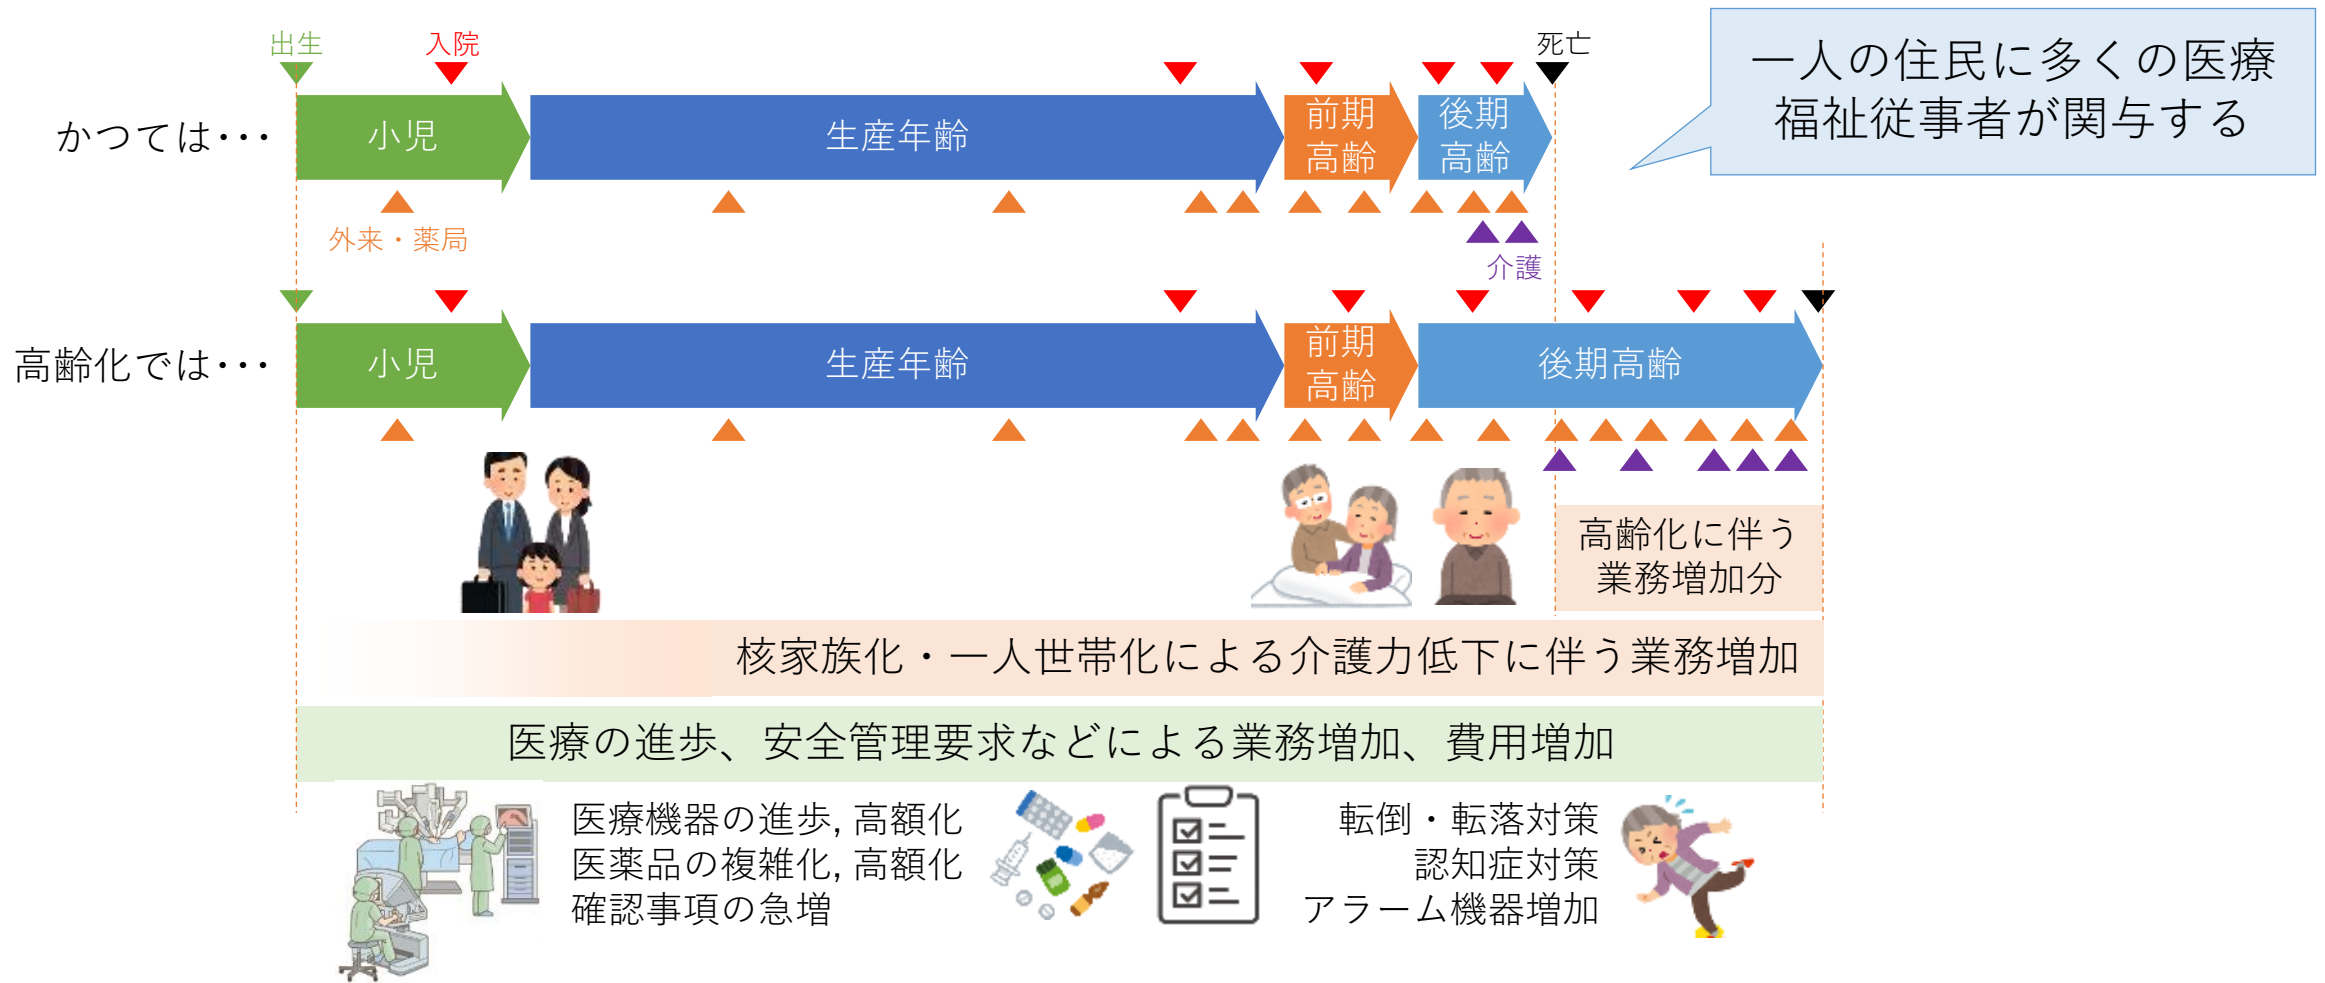 出生
入院
死亡
一人の住民に多くの医療
福祉従事者が関与する
かつては･･･
小児
生産年齢
前期
高齢
後期
高齢
外来・薬局
介護
高齢化では･･･
小児
生産年齢
前期
高齢
後期高齢
高齢化に伴う
業務増加分
核家族化・一人世帯化による介護力低下に伴う業務増加
医療の進歩、安全管理要求などによる業務増加、費用増加
医療機器の進歩, 高額化
医薬品の複雑化, 高額化
確認事項の急増
転倒・転落対策
認知症対策
アラーム機器増加